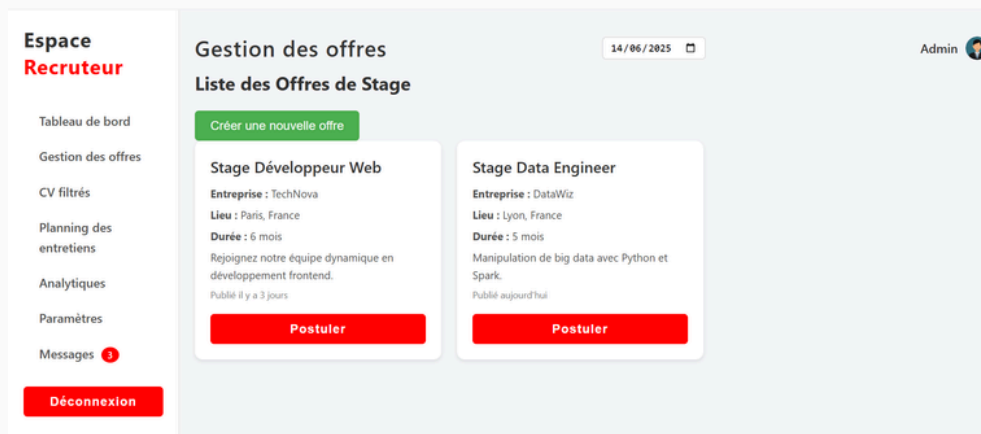 Espace
Recruteur
Tableau de bord
Gestion des offres
CV filtrés
Planning des
entretiens
Analytiques
Paramètres
Messages 3
Déconnexion
Gestion des offres
14/06/2025
Admin
Liste des Offres de Stage
Créer une nouvelle offre
Stage Développeur Web
Entreprise : TechNova
Lieu : Paris, France
Durée : 6 mois
Rejoignez notre équipe dynamique en
développement frontend.
Publié il y a 3 jours
Postuler
Stage Data Engineer
Entreprise : DataWiz
Lieu : Lyon, France
Durée : 5 mois
Manipulation de big data avec Python et
Spark.
Publié aujourd'hui
Postuler